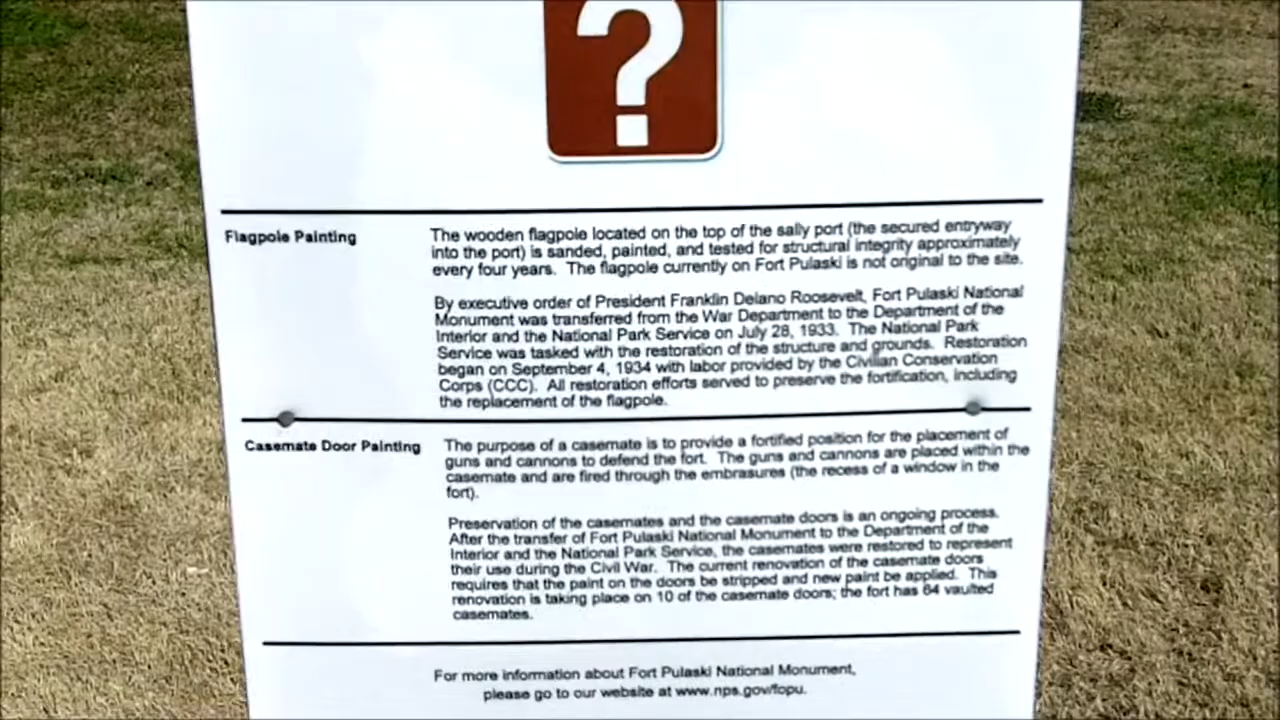 ?
Flagpole Painting
The wooden flagpole located on the top of the sally port (the secured entryway
into the port) is sanded, painted, and tested for structural integrity approximately
every four years. The flagpole currently on Fort Pulaski is not original to the site.
By executive order of President Franklin Delano Roosevelt, Fort Pulaski National
Monument was transferred from the War Department to the Department of the
Interior and the National Park Service on July 28, 1933. The National Park
Service was tasked with the restoration of the structure and grounds. Restoration
began on September 4, 1934 with labor provided by the Civilian Conservation
Corps (CCC). All restoration efforts served to preserve the fortification, including
the replacement of the flagpole.
Casemate Door Painting
The purpose of a casemate is to provide a fortified position for the placement of
guns and cannons to defend the fort. The guns and cannons are placed within the
casemate and are fired through the embrasures (the recess of a window in the
fort).
Preservation of the casemates and the casemate doors is an ongoing process.
After the transfer of Fort Pulaski National Monument to the Department of the
Interior and the National Park Service, the casemates were restored to represent
their use during the Civil War. The current renovation of the casemate doors
requires that the paint on the doors be stripped and new paint be applied. This
renovation is taking place on 10 of the casemate doors; the fort has 64 vaulted
casemates.
For more information about Fort Pulaski National Monument,
please go to our website at www.nps.gov/fopu.